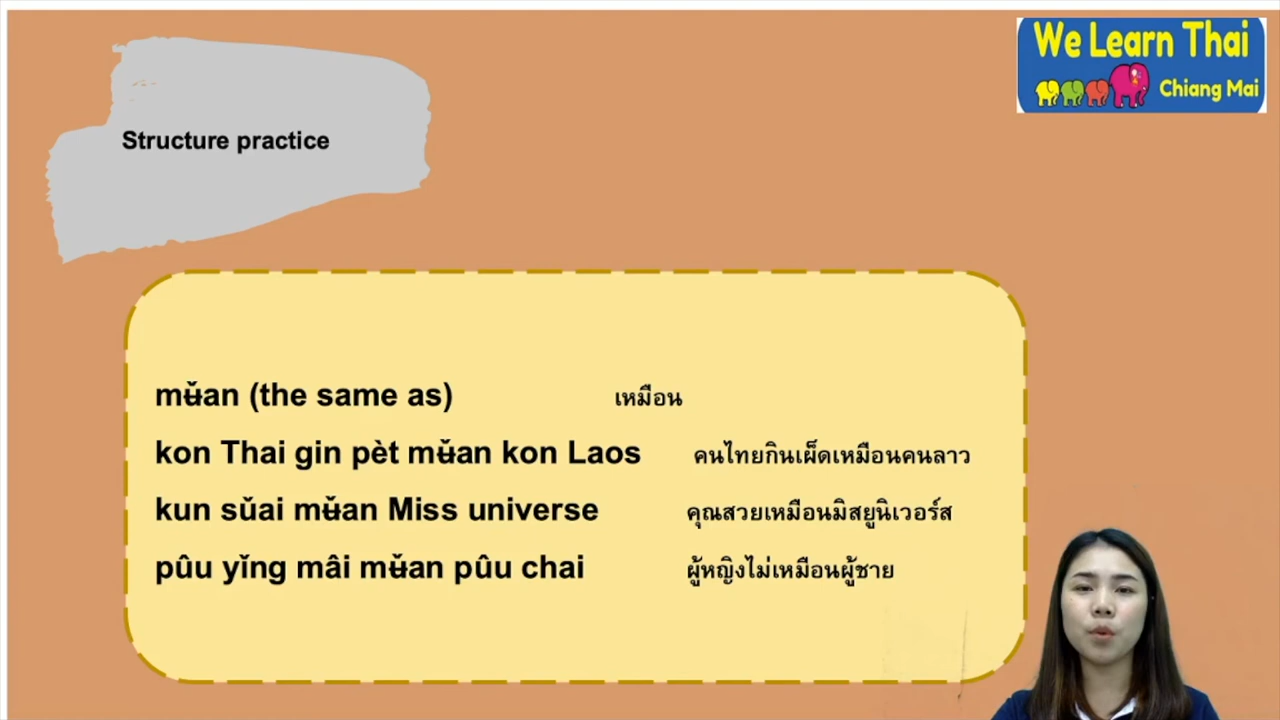 We Learn Thai
Chiang Mai
Structure practice
mʉ̌an (the same as) เหมือน
kon Thai gin pèt mʉ̌an kon Laos คนไทยกินเผ็ดเหมือนคนลาว
kun sǔai mʉ̌an Miss universe คุณสวยเหมือนมิสยูนิเวอร์ส
pûu yǐng mâi mʉ̌an pûu chai ผู้หญิงไม่เหมือนผู้ชาย